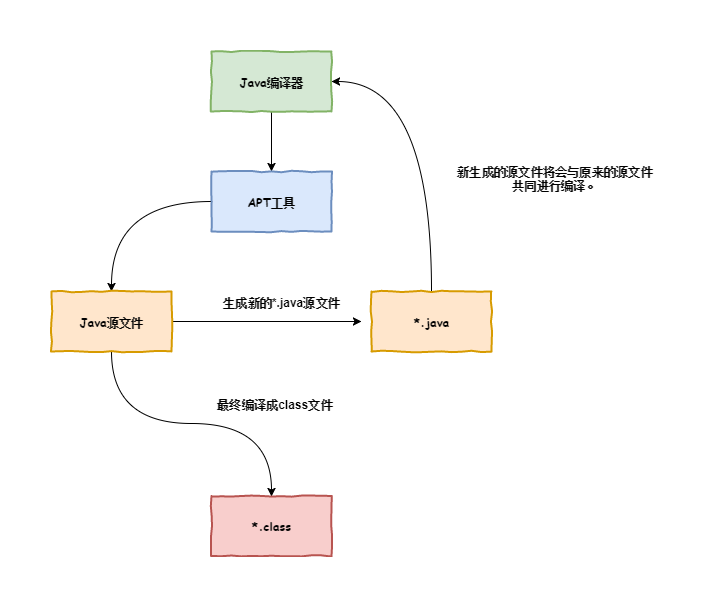 Java编译器
新生成的源文件将会与原来的源文件
共同进行编译。
APT工具
生成新的*.java源文件
Java源文件
*.java
最终编译成class文件
*.class